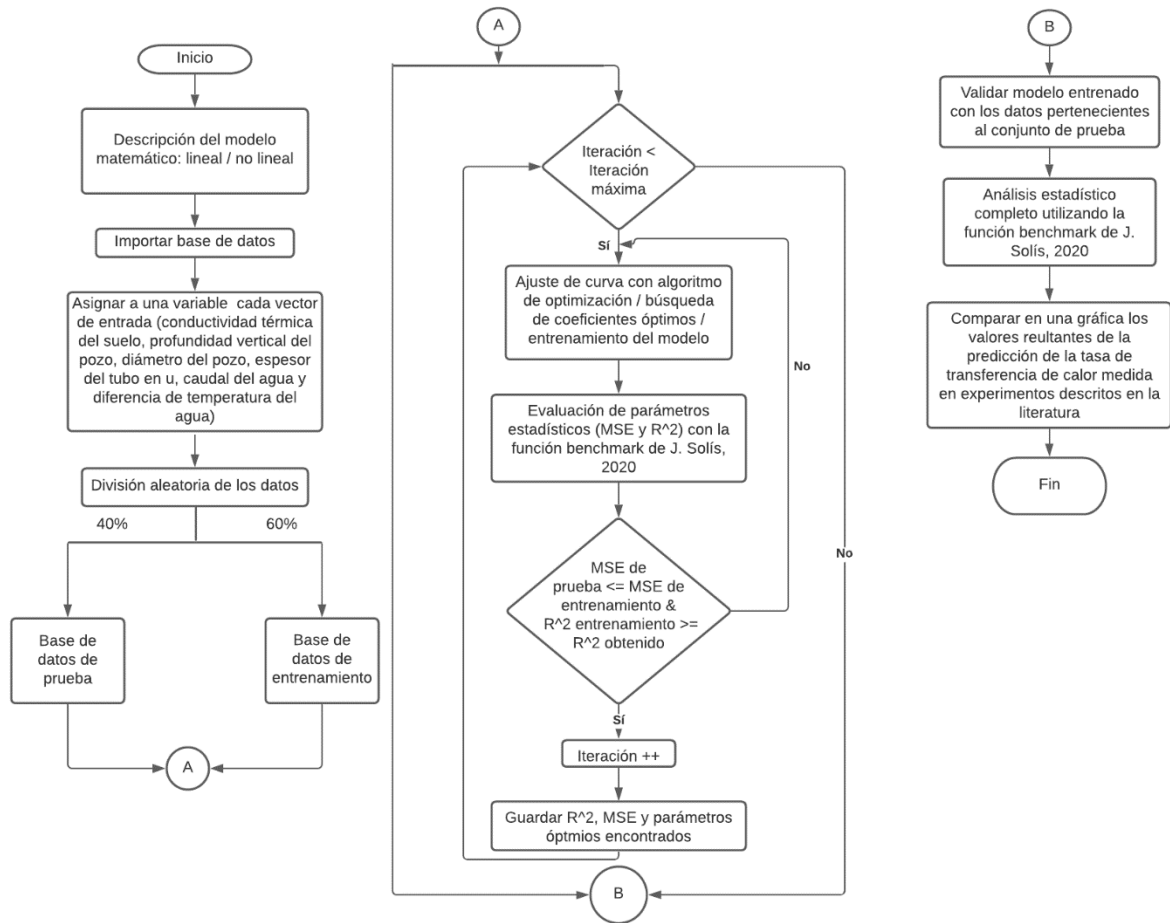 Inicio
Descripción del modelo
matemático: lineal / no lineal
Importar base de datos
Asignar a una variable cada vector
de entrada (conductividad térmica
del suelo, profundidad vertical del
pozo, diámetro del pozo, espesor
del tubo en u, caudal del agua y
diferencia de temperatura del
agua)
División aleatoria de los datos
40%
60%
Base de
datos de
prueba
Base de
datos de
entrenamiento
A
A
Iteración <
Iteración
máxima
Sí
Ajuste de curva con algoritmo
de optimización / búsqueda
de coeficientes óptimos /
entrenamiento del modelo
No
Evaluación de parámetros
estadísticos (MSE y R^2) con la
función benchmark de J. Solís,
2020
No
MSE de
prueba <= MSE de
entrenamiento &
R^2 entrenamiento >=
R^2 obtenido
Sí
Iteración ++
Guardar R^2, MSE y parámetros
óptmios encontrados
B
B
Validar modelo entrenado
con los datos pertenecientes
al conjunto de prueba
Análisis estadístico
completo utilizando la
función benchmark de J.
Solís, 2020
Comparar en una gráfica los
valores reultantes de la
predicción de la tasa de
transferencia de calor medida
en experimentos descritos en la
literatura
Fin